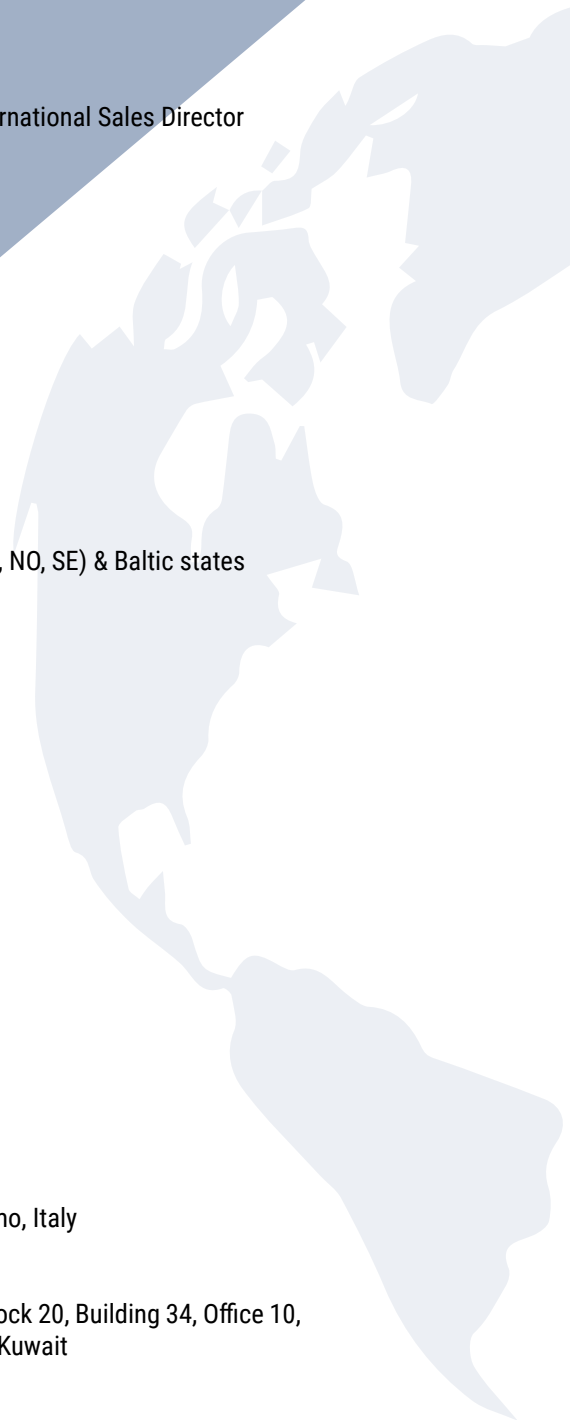 rnational Sales Director
, NO, SE) & Baltic states
no, Italy
ock 20, Building 34, Office 10,
Kuwait